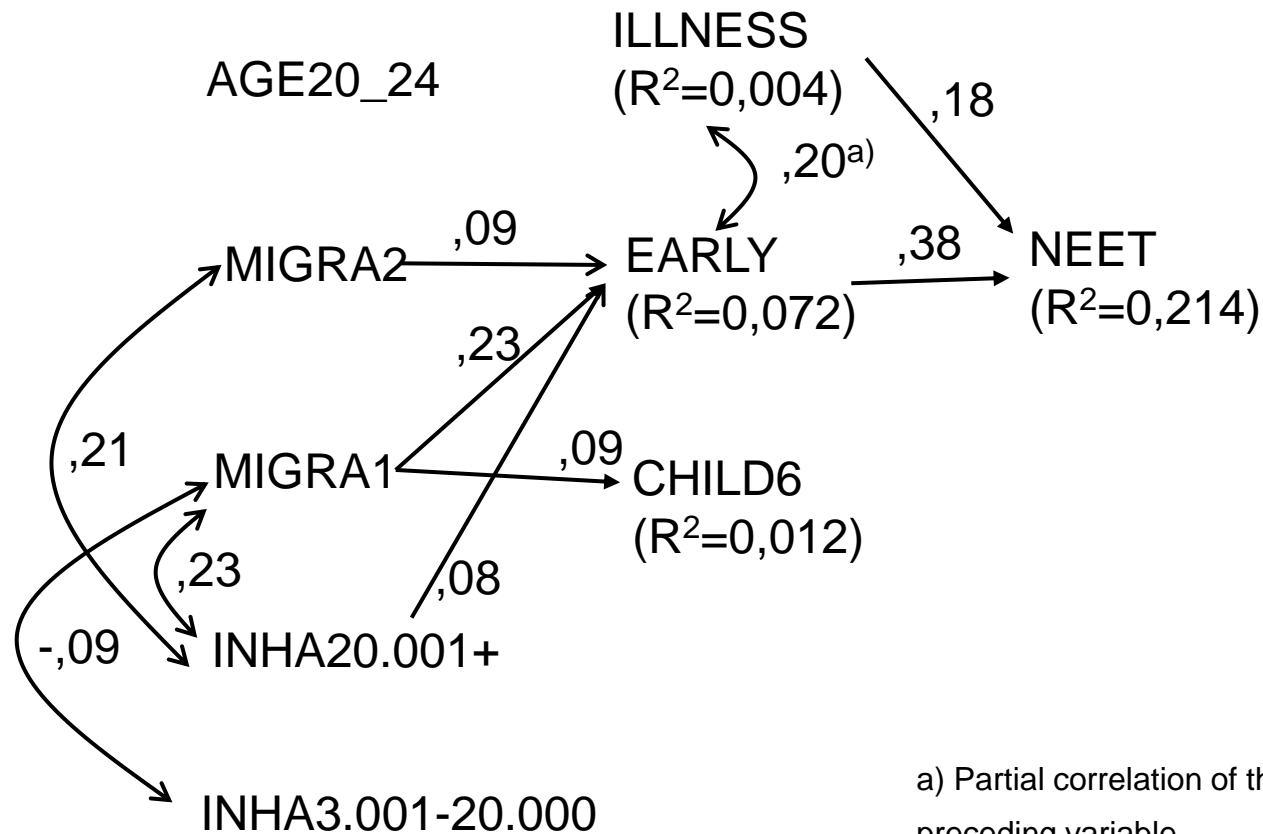 ILLNESS
(R²=0,004)
AGE20_24
,18
,20a)
,09
MIGRA2
EARLY
(R²=0,072)
,38
NEET
(R²=0,214)
,23
,21
MIGRA1
,09
CHILD6
(R²=0,012)
,23
,08
-,09
INHA20.001+
INHA3.001-20.000
a) Partial correlation of
preceding variable